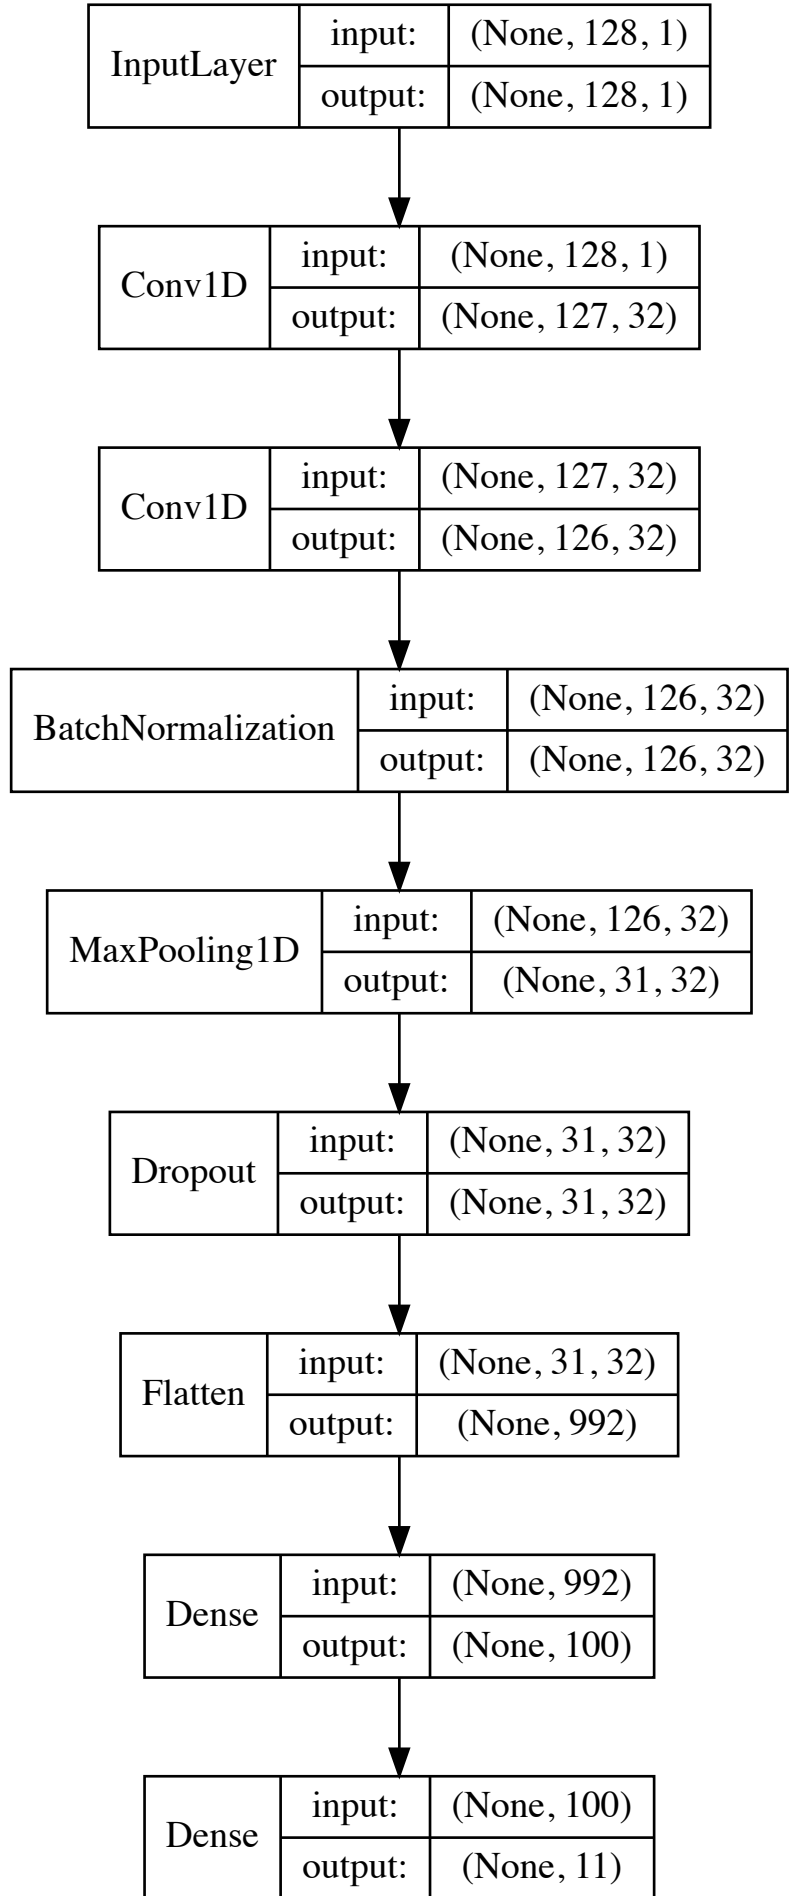 InputLayer
input: (None, 128, 1)
output: (None, 128, 1)
Conv1D
input: (None, 128, 1)
output: (None, 127, 32)
Conv1D
input: (None, 127, 32)
output: (None, 126, 32)
BatchNormalization
input: (None, 126, 32)
output: (None, 126, 32)
MaxPooling1D
input: (None, 126, 32)
output: (None, 31, 32)
Dropout
input: (None, 31, 32)
output: (None, 31, 32)
Flatten
input: (None, 31, 32)
output: (None, 992)
Dense
input: (None, 992)
output: (None, 100)
Dense
input: (None, 100)
output: (None, 11)